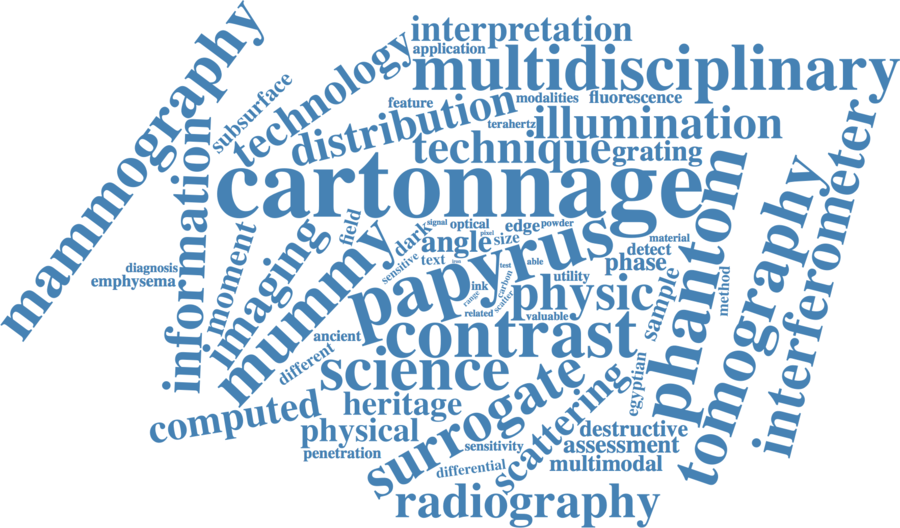 interpretation
application
multidisciplinary
mammography
subsurface
technology
feature
distribution
modalities
fluorescence
terahertz
illumination
technique
grating
information
cartonnage
interferometery
phantom
tomography
field
dark
signal
optical
pixel
edge
powder
angle
size
material
detect
phase
moment
imaging
mummy
papyrus
sensitive
text
test
able
utility
diagnosis
emphysema
ink
carbon
range
scatter
physic
related
valuable
sample
method
ancient
contrast
different
science
egyptian
computed
heritage
surrogate
scattering
physical
destructive
penetration
sensitivity
assessment
differential
multimodal
radiography